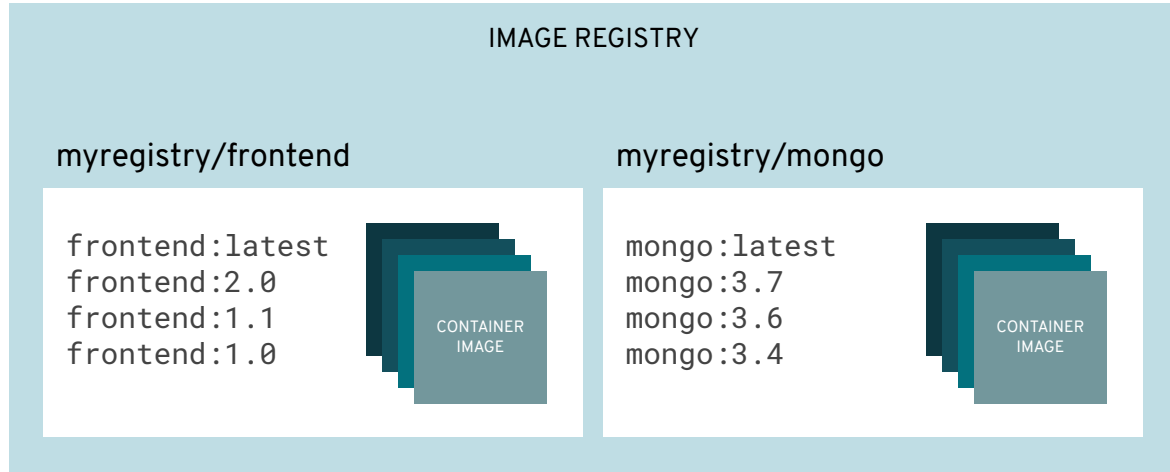 IMAGE REGISTRY
myregistry/frontend
frontend:latest
frontend:2.0
frontend:1.1
frontend:1.0
CONTAINER
IMAGE
myregistry/mongo
mongo:latest
mongo:3.7
mongo:3.6
mongo:3.4
CONTAINER
IMAGE